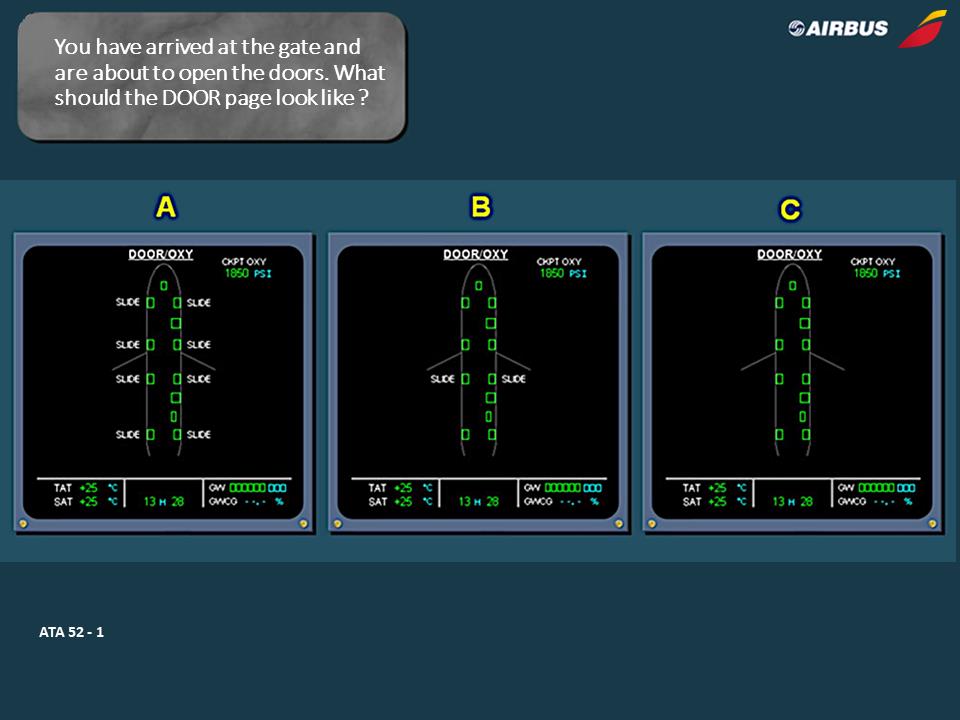 You have arrived at the gate and
are about to open the doors. What
should the DOOR page look like ?
AIRBUS
A
DOOR/OXY
CKPT OXY
1850 PSI
SLIDE SLIDE
SLIDE SLIDE
SLIDE SLIDE
SLIDE SLIDE
TAT +25 °C
SAT +25 °C
13 H 28
GW
GWCG --.- %
B
DOOR/OXY
CKPT OXY
1850 PSI
SLIDE SLIDE
TAT +25 °C
SAT +25 °C
13 H 28
GW
GWCG --.- %
C
DOOR/OXY
CKPT OXY
1850 PSI
TAT +25 °C
SAT +25 °C
13 H 28
GW
GWCG --.- %
ATA 52 - 1